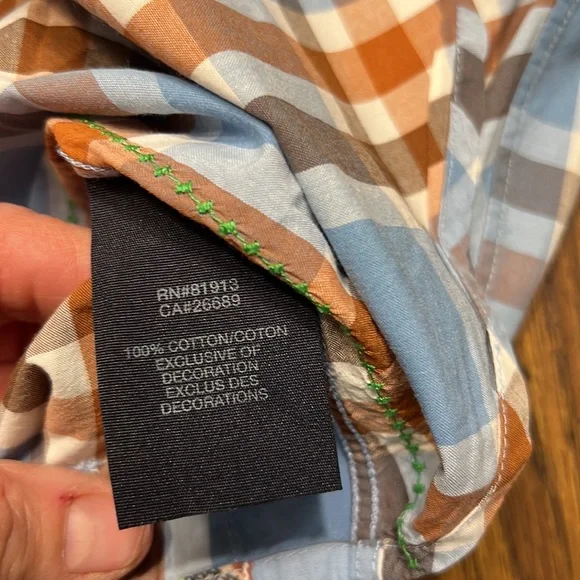 RN#81913
CA#26689
100% COTTON/COTON
EXCLUSIVE OF
DECORATION
EXCLUS DES
DECORATIONS